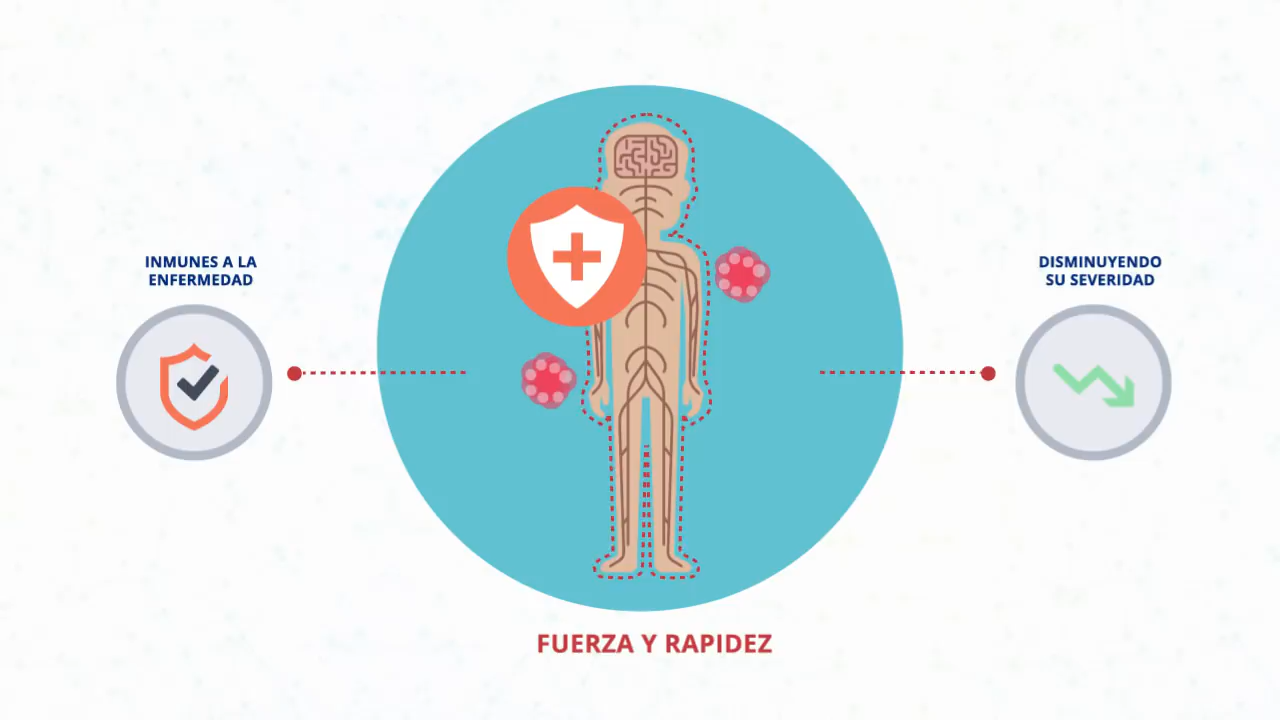 INMUNES A LA
ENFERMEDAD
DISMINUYENDO
SU SEVERIDAD
FUERZA Y RAPIDEZ